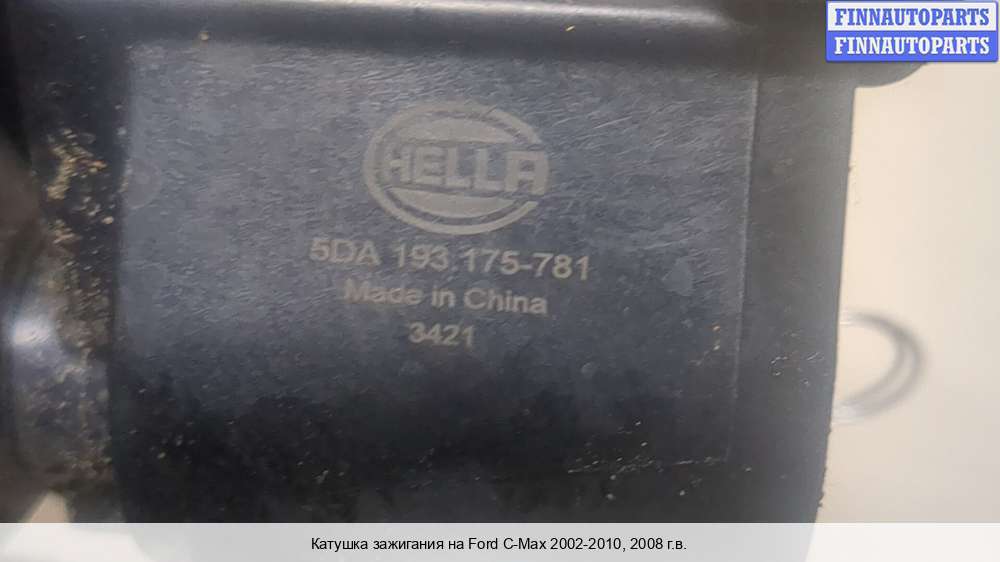 FINNAUTOPARTS
FINNAUTOPARTS
HELLA
5DA 193.175-781
Made in China
3421
Катушка зажигания на Ford C-Max 2002-2010, 2008 г.в.